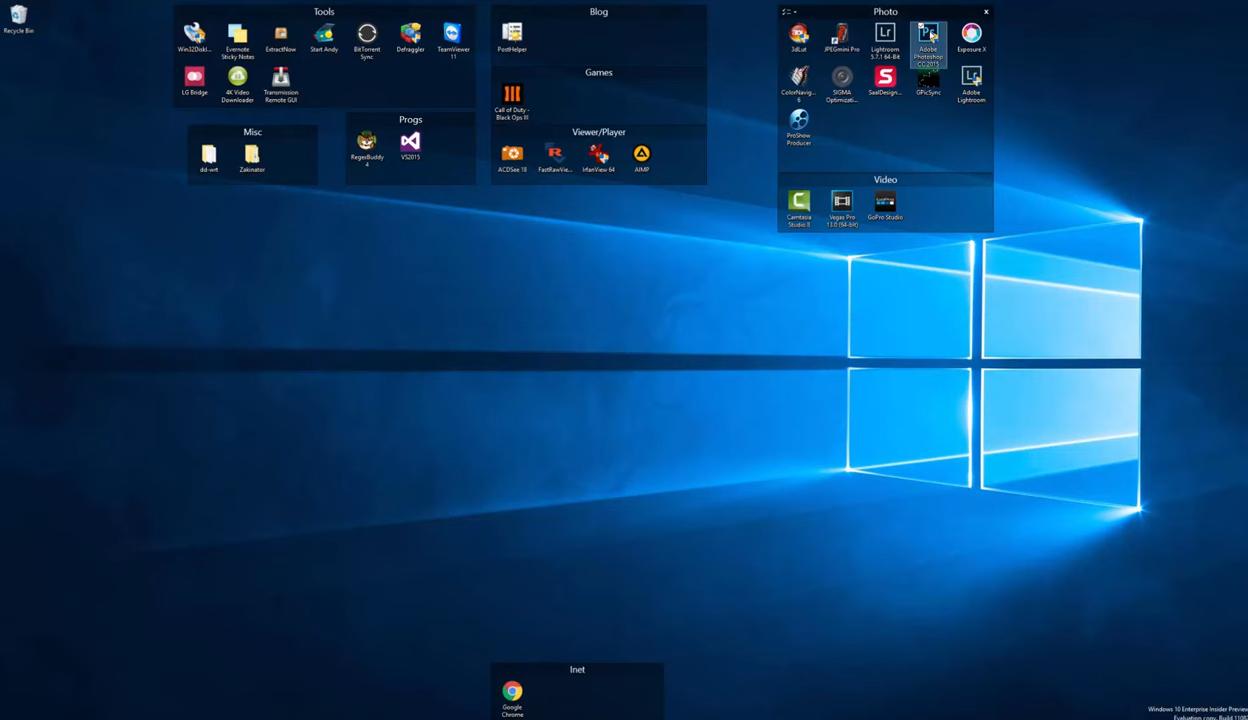 Recycle Bin
Tools
Win32Diskl...
Evernote
Sticky Notes
ExtractNow
Start Andy
BitTorrent
Sync
Defraggler
TeamViewer
11
LG Bridge
4K Video
Downloader
Transmission
Remote GUI
Misc
dd-wrt
Zakinator
Progs
RegexBuddy
4
VS2015
Blog
PostHelper
Games
Call of Duty -
Black Ops III
Viewer/Player
ACDSee 18
FastRawVie...
IrfanView 64
AIMP
Photo
x
3dLut
JPEGmini Pro
Lightroom
5.7.1 64-Bit
Adobe
Photoshop
CC 2015
Exposure X
ColorNavig...
6
SIGMA
Optimizati...
SaalDesign...
GPicSync
Adobe
Lightroom
ProShow
Producer
Video
Camtasia
Studio 8
Vegas Pro
13.0 (64-bit)
GoPro Studio
Inet
Google
Chrome
Windows 10 Enterprise Insider Preview
Evaluation copy. Build